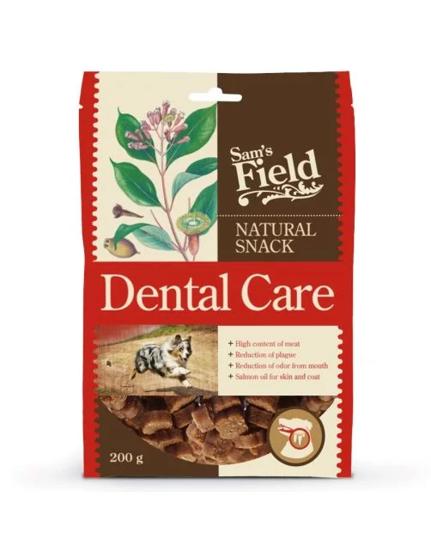 Sam's
Field
NATURAL
SNACK
Dental Care
+ High content of meat
+ Reduction of plague
+ Reduction of odor from mouth
+ Salmon oil for skin and coat
200 g